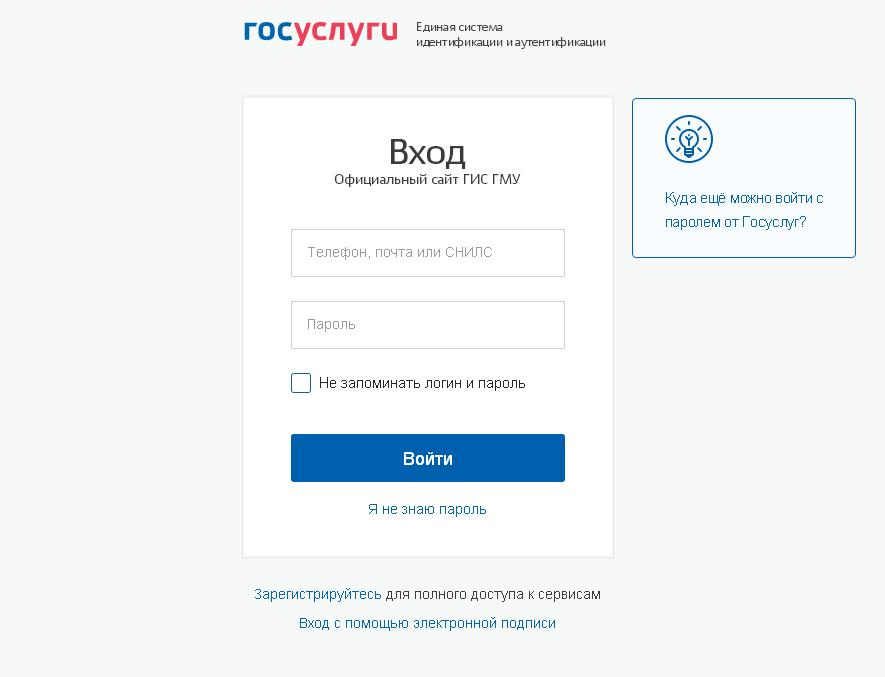 госуслуги
Единая система
идентификации и аутентификации
Вход
Официальный сайт ГИС ГМУ
Телефон, почта или СНИЛС
Пароль
Не запоминать логин и пароль
Войти
Я не знаю пароль
Зарегистрируйтесь для полного доступа к сервисам
Вход с помощью электронной подписи
Куда ещё можно войти с
паролем от Госуслуг?